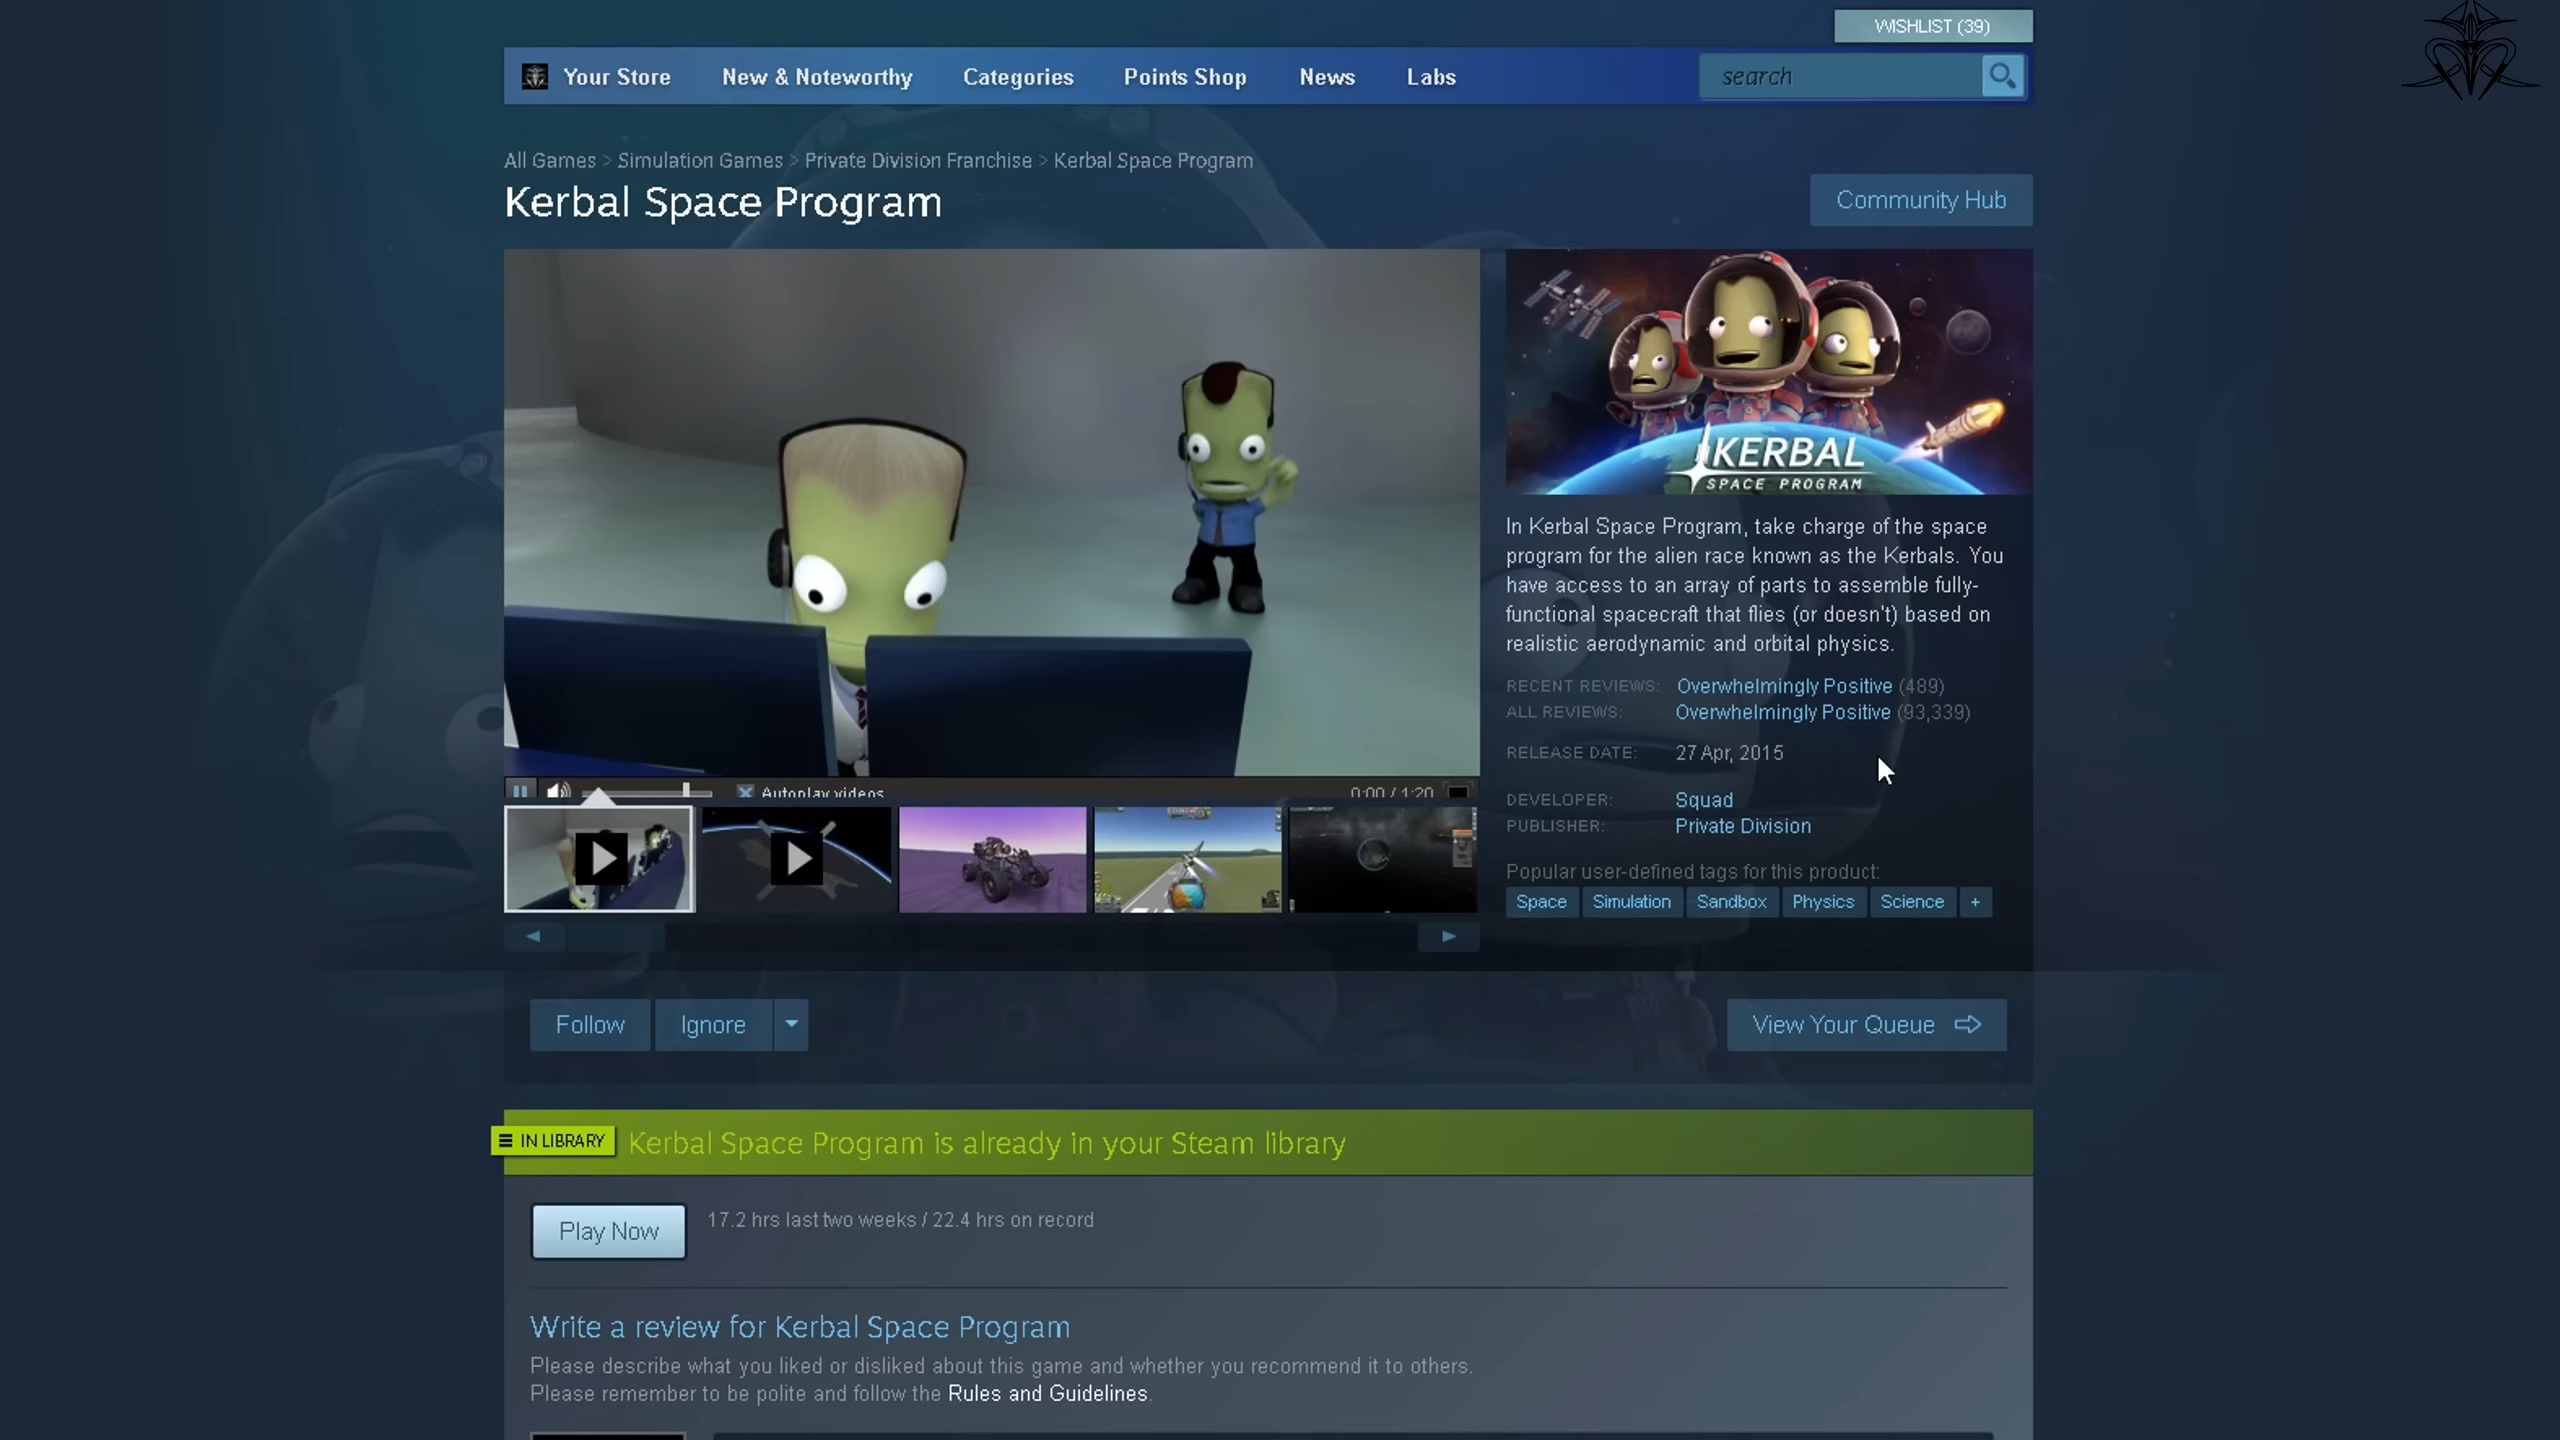 WISHLIST (39)
Your Store New & Noteworthy Categories Points Shop News Labs search
All Games > Simulation Games > Private Division Franchise > Kerbal Space Program
Kerbal Space Program
Community Hub
KERBAL
SPACE PROGRAM
In Kerbal Space Program, take charge of the space
program for the alien race known as the Kerbals. You
have access to an array of parts to assemble fully-
functional spacecraft that flies (or doesn't) based on
realistic aerodynamic and orbital physics.
RECENT REVIEWS: Overwhelmingly Positive (489)
ALL REVIEWS: Overwhelmingly Positive (93,339)
RELEASE DATE: 27 Apr, 2015
DEVELOPER: Squad
PUBLISHER: Private Division
Popular user-defined tags for this product:
Space Simulation Sandbox Physics Science +
Autoplay videos 0:00 / 1:20
Follow Ignore View Your Queue
IN LIBRARY Kerbal Space Program is already in your Steam library
Play Now 17.2 hrs last two weeks / 22.4 hrs on record
Write a review for Kerbal Space Program
Please describe what you liked or disliked about this game and whether you recommend it to others.
Please remember to be polite and follow the Rules and Guidelines.